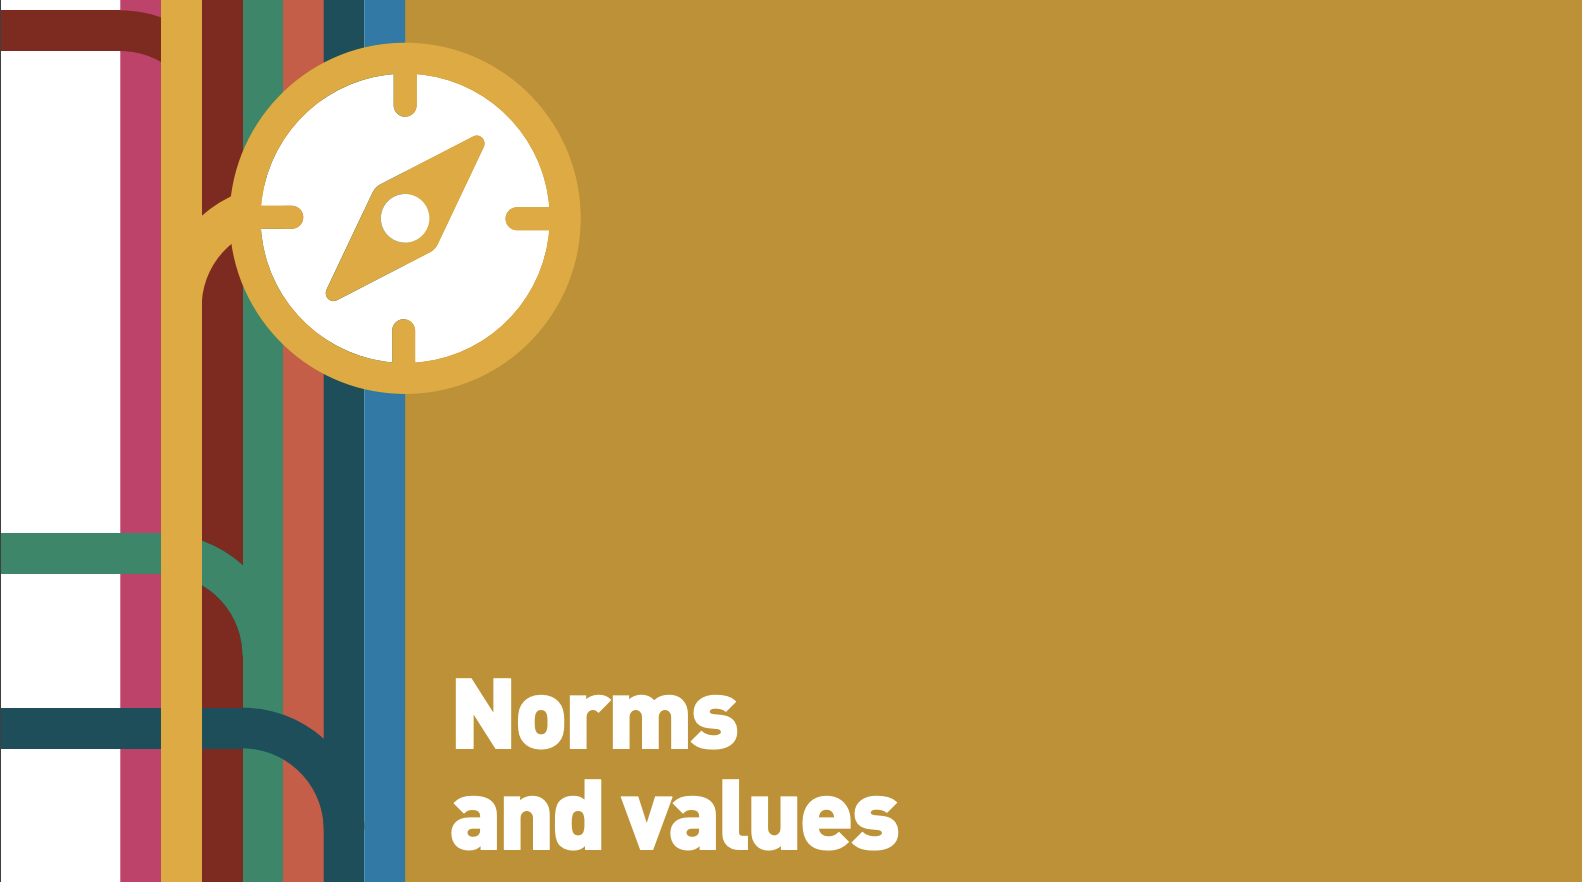 Norms
and values